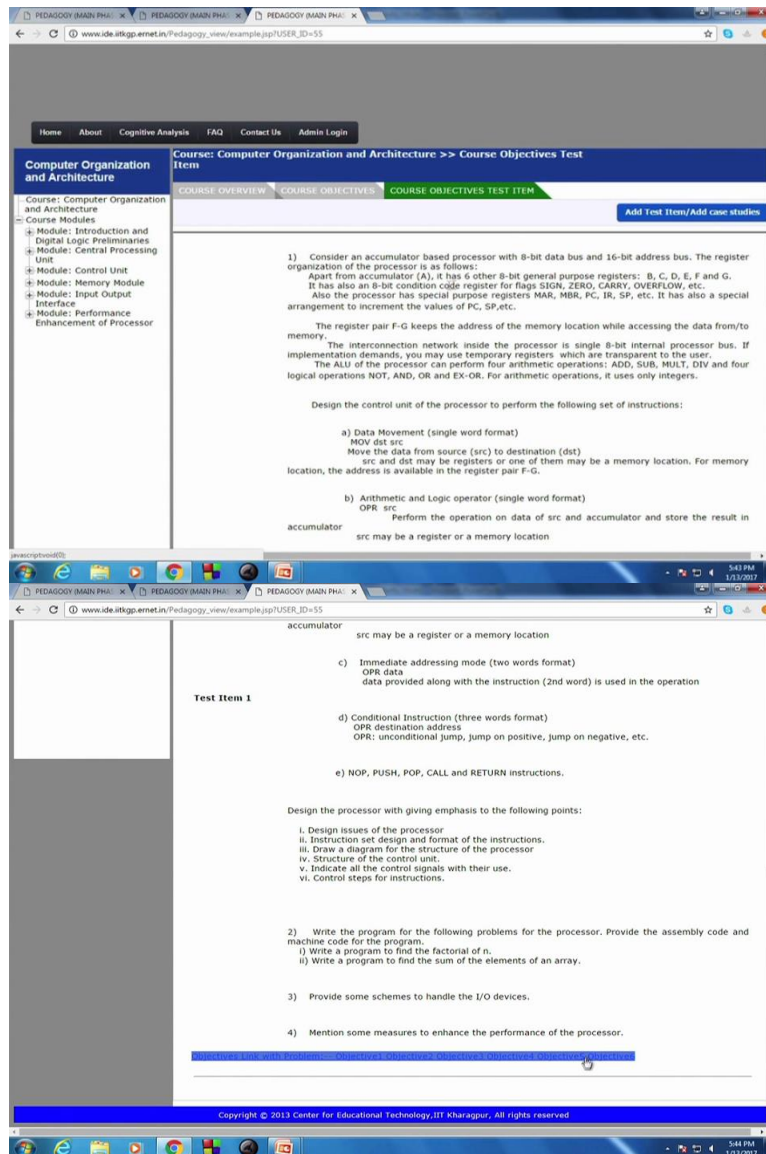 PEDAGOGY (MAIN PHAS
PEDAGOGY (MAIN PHAS
PEDAGOGY (MAIN PHAS
www.ide.iitkgp.ernet.in/Pedagogy_view/example.jsp?USER_ID=55
Home About Cognitive Analysis FAQ Contact Us Admin Login
Computer Organization
and Architecture
Course: Computer Organization
and Architecture
Course Modules
Module: Introduction and
Digital Logic Preliminaries
Module: Central Processing
Unit
Module: Control Unit
Module: Memory Module
Module: Input Output
Interface
Module: Performance
Enhancement of Processor
Course: Computer Organization and Architecture >> Course Objectives Test
Item
COURSE OVERVIEW COURSE OBJECTIVES COURSE OBJECTIVES TEST ITEM
Add Test Item/Add case studies
1) Consider an accumulator based processor with 8-bit data bus and 16-bit address bus. The register
organization of the processor is as follows:
Apart from accumulator (A), it has 6 other 8-bit general purpose registers: B, C, D, E, F and G.
It has also an 8-bit condition code register for flags SIGN, ZERO, CARRY, OVERFLOW, etc.
Also the processor has special purpose registers MAR, MBR, PC, IR, SP, etc. It has also a special
arrangement to increment the values of PC, SP,etc.
The register pair F-G keeps the address of the memory location while accessing the data from/to
memory.
The interconnection network inside the processor is single 8-bit internal processor bus. If
implementation demands, you may use temporary registers which are transparent to the user.
The ALU of the processor can perform four arithmetic operations: ADD, SUB, MULT, DIV and four
logical operations NOT, AND, OR and EX-OR. For arithmetic operations, it uses only integers.
Design the control unit of the processor to perform the following set of instructions:
a) Data Movement (single word format)
MOV dst src
Move the data from source (src) to destination (dst)
src and dst may be registers or one of them may be a memory location. For memory
location, the address is available in the register pair F-G.
b) Arithmetic and Logic operator (single word format)
OPR src
Perform the operation on data of src and accumulator and store the result in
accumulator
src may be a register or a memory location
javascript:void(0);
5:43 PM
1/13/2017
PEDAGOGY (MAIN PHAS
PEDAGOGY (MAIN PHAS
PEDAGOGY (MAIN PHAS
www.ide.iitkgp.ernet.in/Pedagogy_view/example.jsp?USER_ID=55
accumulator
src may be a register or a memory location
c) Immediate addressing mode (two words format)
OPR data
data provided along with the instruction (2nd word) is used in the operation
Test Item 1
d) Conditional Instruction (three words format)
OPR destination address
OPR: unconditional jump, jump on positive, jump on negative, etc.
e) NOP, PUSH, POP, CALL and RETURN instructions.
Design the processor with giving emphasis to the following points:
i. Design issues of the processor
ii. Instruction set design and format of the instructions.
iii. Draw a diagram for the structure of the processor
iv. Structure of the control unit.
v. Indicate all the control signals with their use.
vi. Control steps for instructions.
2) Write the program for the following problems for the processor. Provide the assembly code and
machine code for the program.
i) Write a program to find the factorial of n.
ii) Write a program to find the sum of the elements of an array.
3) Provide some schemes to handle the I/O devices.
4) Mention some measures to enhance the performance of the processor.
Objectives Link with Problem:-- Objective1 Objective2 Objective3 Objective4 Objective5
Copyright © 2013 Center for Educational Technology,IIT Kharagpur, All rights reserved
5:44 PM
1/13/2017